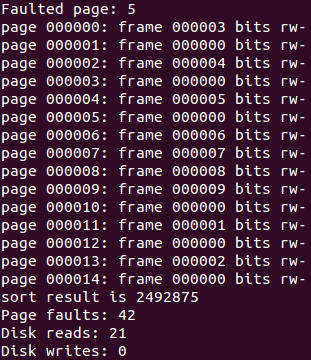 Faulted page: 5
page 000000: frame 000003 bits rw-
page 000001: frame 000000 bits rw-
page 000002: frame 000004 bits rw-
page 000003: frame 000000 bits rw-
page 000004: frame 000005 bits rw-
page 000005: frame 000000 bits rw-
page 000006: frame 000006 bits rw-
page 000007: frame 000007 bits rw-
page 000008: frame 000008 bits rw-
page 000009: frame 000009 bits rw-
page 000010: frame 000000 bits rw-
page 000011: frame 000001 bits rw-
page 000012: frame 000000 bits rw-
page 000013: frame 000002 bits rw-
page 000014: frame 000000 bits rw-
sort result is 2492875
Page faults: 42
Disk reads: 21
Disk writes: 0